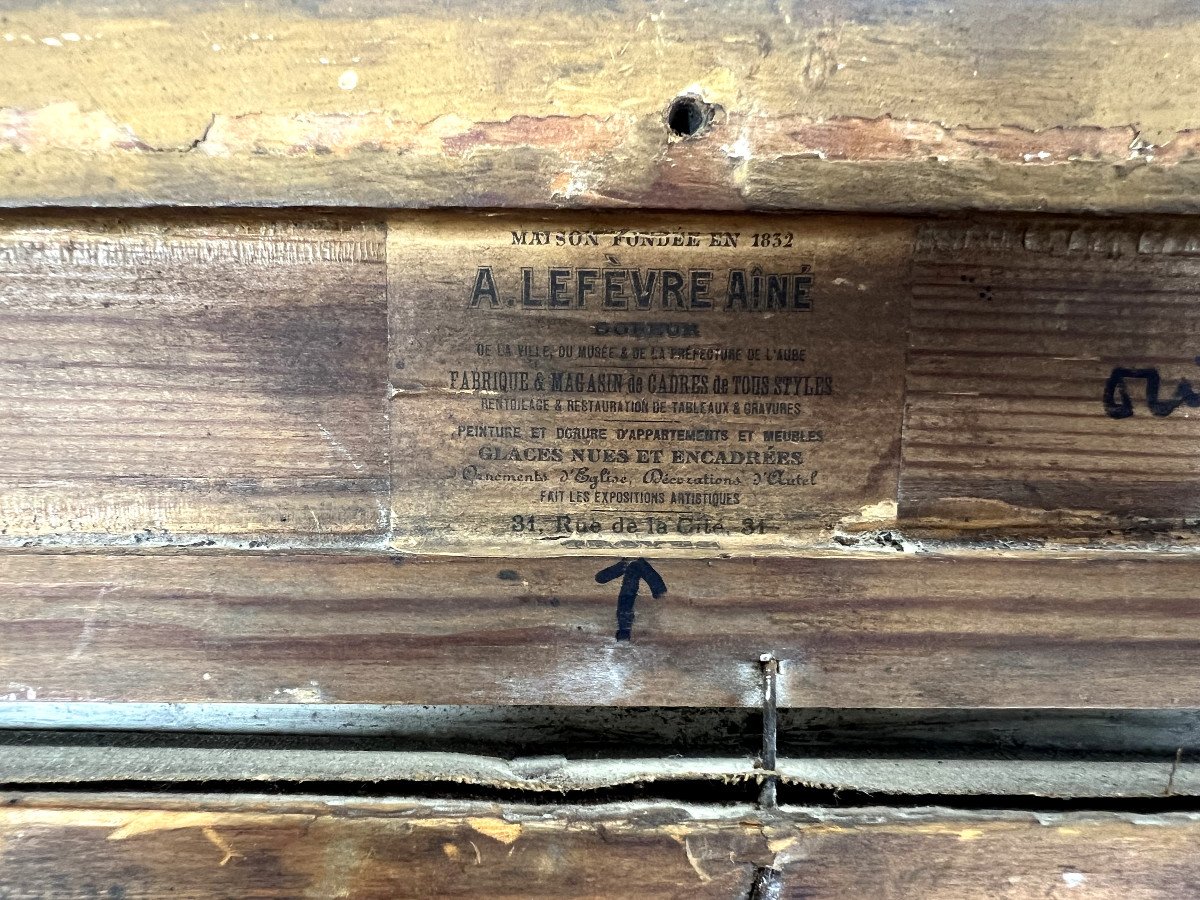 MAISON FONDÉE EN 1832
A. LEFÈVRE AÎNÉ
DOREUR
DE LA VILLE, DU MUSÉE & DE LA PRÉFECTURE DE L'AUBE
FABRIQUE & MAGASIN de CADRES de TOUS STYLES
RENTOILAGE & RESTAURATION DE TABLEAUX & GRAVURES
PEINTURE ET DORURE D'APPARTEMENTS ET MEUBLES
GLACES NUES ET ENCADRÉES
Ornements d'Eglise, Décorations d'Autel
FAIT LES EXPOSITIONS ARTISTIQUES
31, Rue de la Cité, 31
TROYES